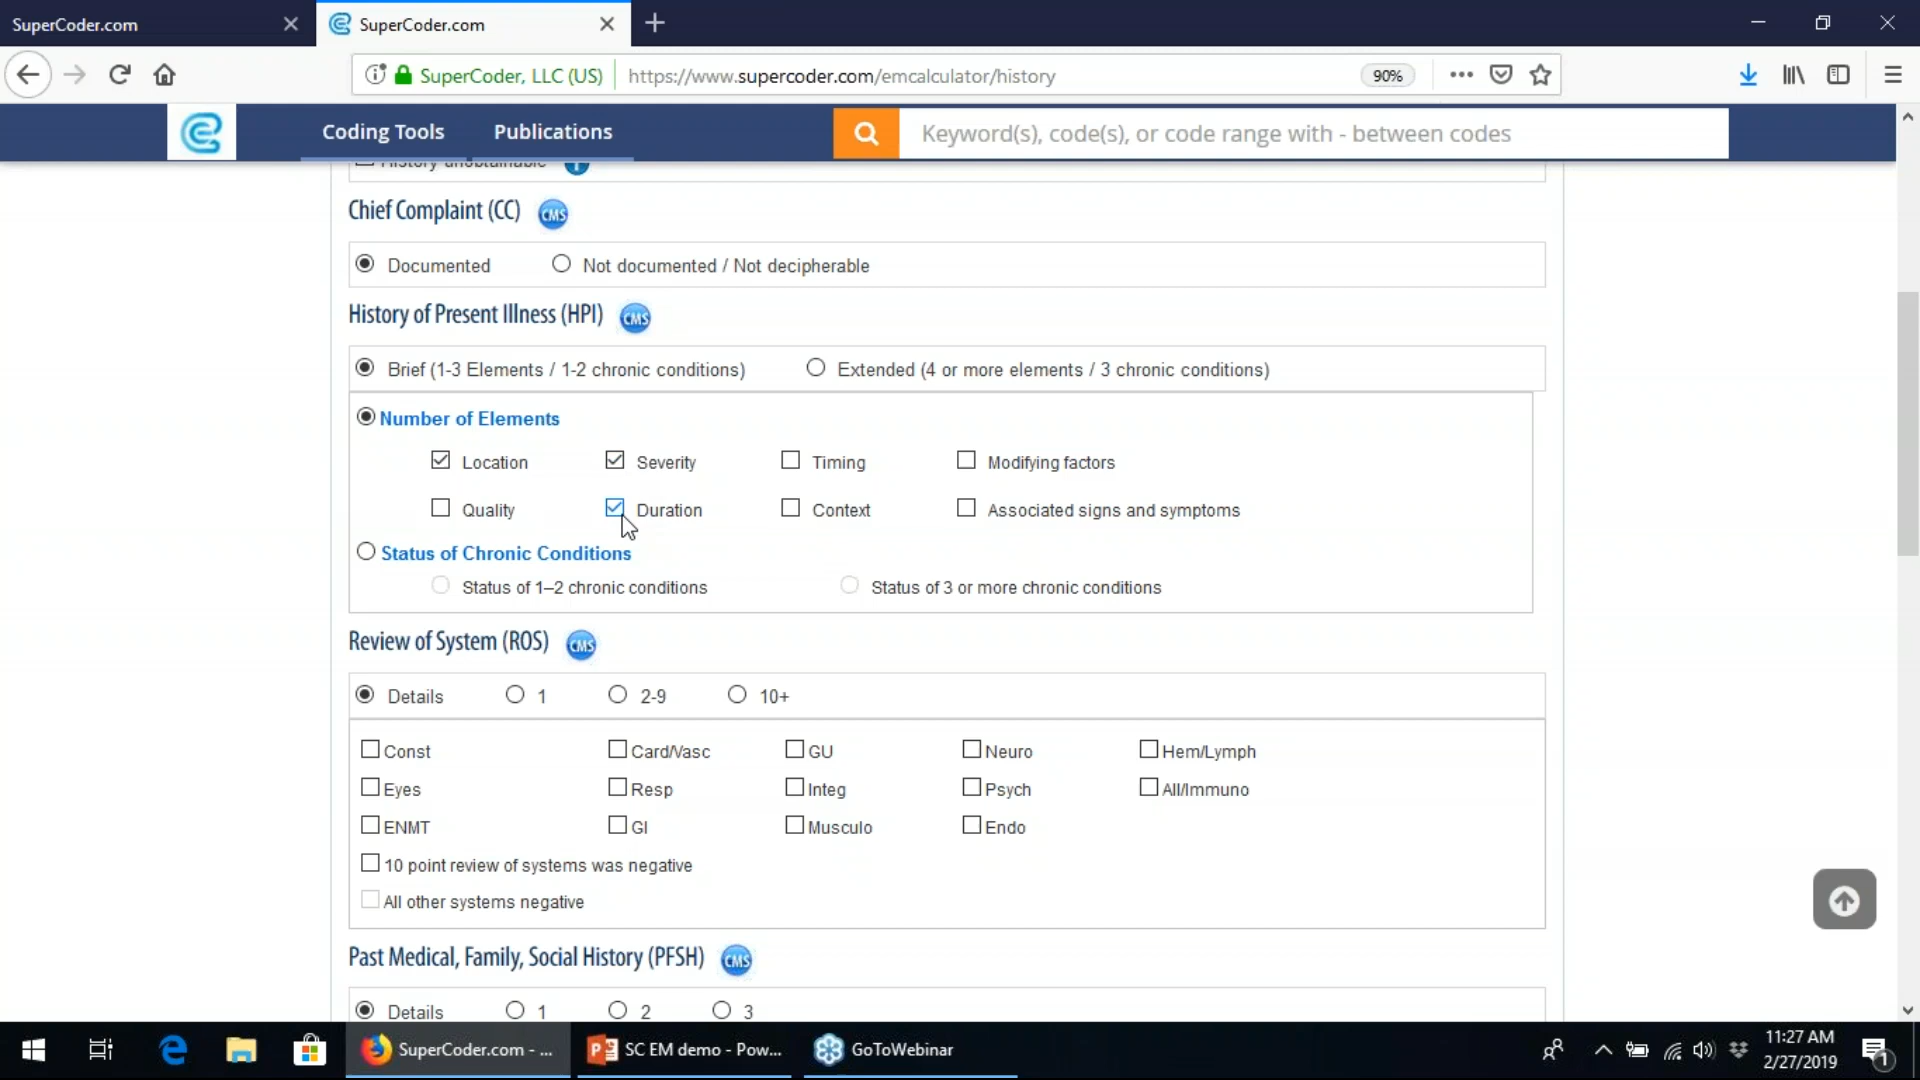 SuperCoder.com
SuperCoder.com
SuperCoder, LLC (US)
https://www.supercoder.com/emcalculator/history
90%
Coding Tools
Publications
Keyword(s), code(s), or code range with - between codes
History unobtainable
Chief Complaint (CC)
CMS
Documented
Not documented / Not decipherable
History of Present Illness (HPI)
CMS
Brief (1-3 Elements / 1-2 chronic conditions)
Extended (4 or more elements / 3 chronic conditions)
Number of Elements
Location
Severity
Timing
Modifying factors
Quality
Duration
Context
Associated signs and symptoms
Status of Chronic Conditions
Status of 1–2 chronic conditions
Status of 3 or more chronic conditions
Review of System (ROS)
CMS
Details
1
2-9
10+
Const
Card/Vasc
GU
Neuro
Hem/Lymph
Eyes
Resp
Integ
Psych
All/Immuno
ENMT
GI
Musculo
Endo
10 point review of systems was negative
All other systems negative
Past Medical, Family, Social History (PFSH)
CMS
Details
1
2
3
SuperCoder.com - ...
SC EM demo - Pow...
GoToWebinar
11:27 AM
2/27/2019
1